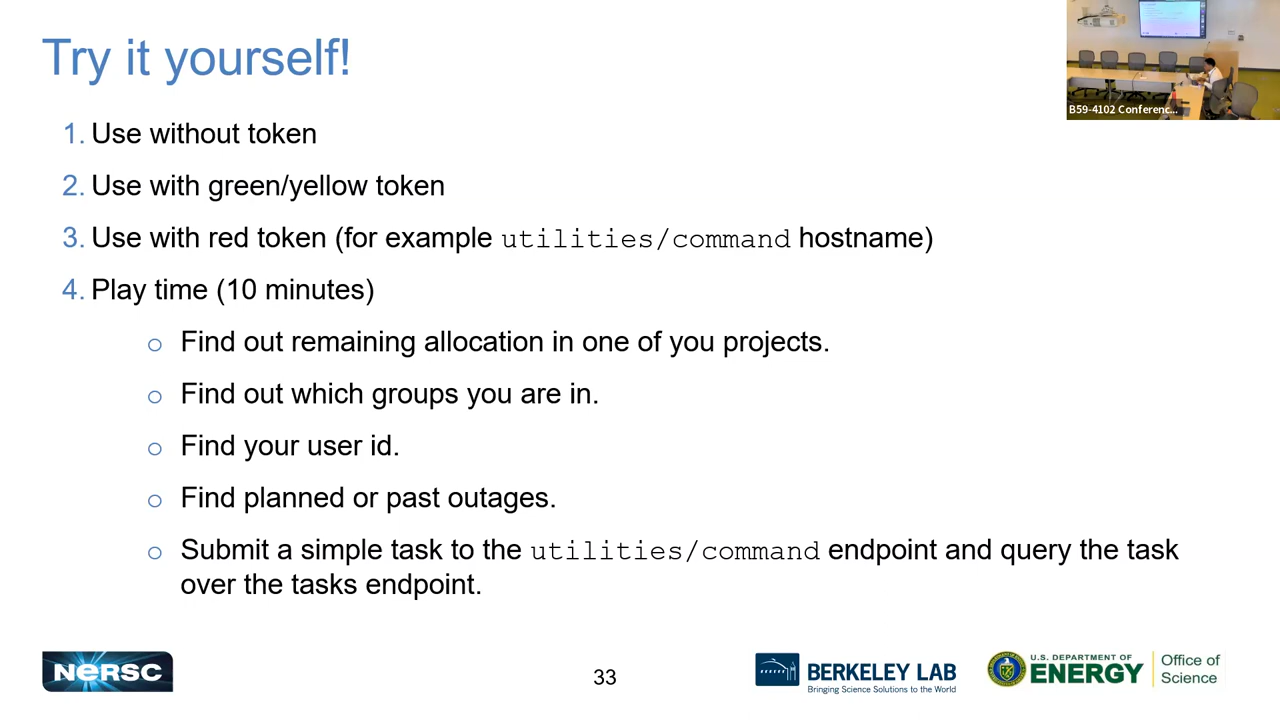 Try it yourself!
B59-4102 Conferenc...
1. Use without token
2. Use with green/yellow token
3. Use with red token (for example utilities/command hostname)
4. Play time (10 minutes)
o Find out remaining allocation in one of you projects.
o Find out which groups you are in.
o Find your user id.
o Find planned or past outages.
o Submit a simple task to the utilities/command endpoint and query the task
over the tasks endpoint.
NERSC
33
BERKELEY LAB
Bringing Science Solutions to the World
U.S. DEPARTMENT OF
ENERGY
Office of
Science